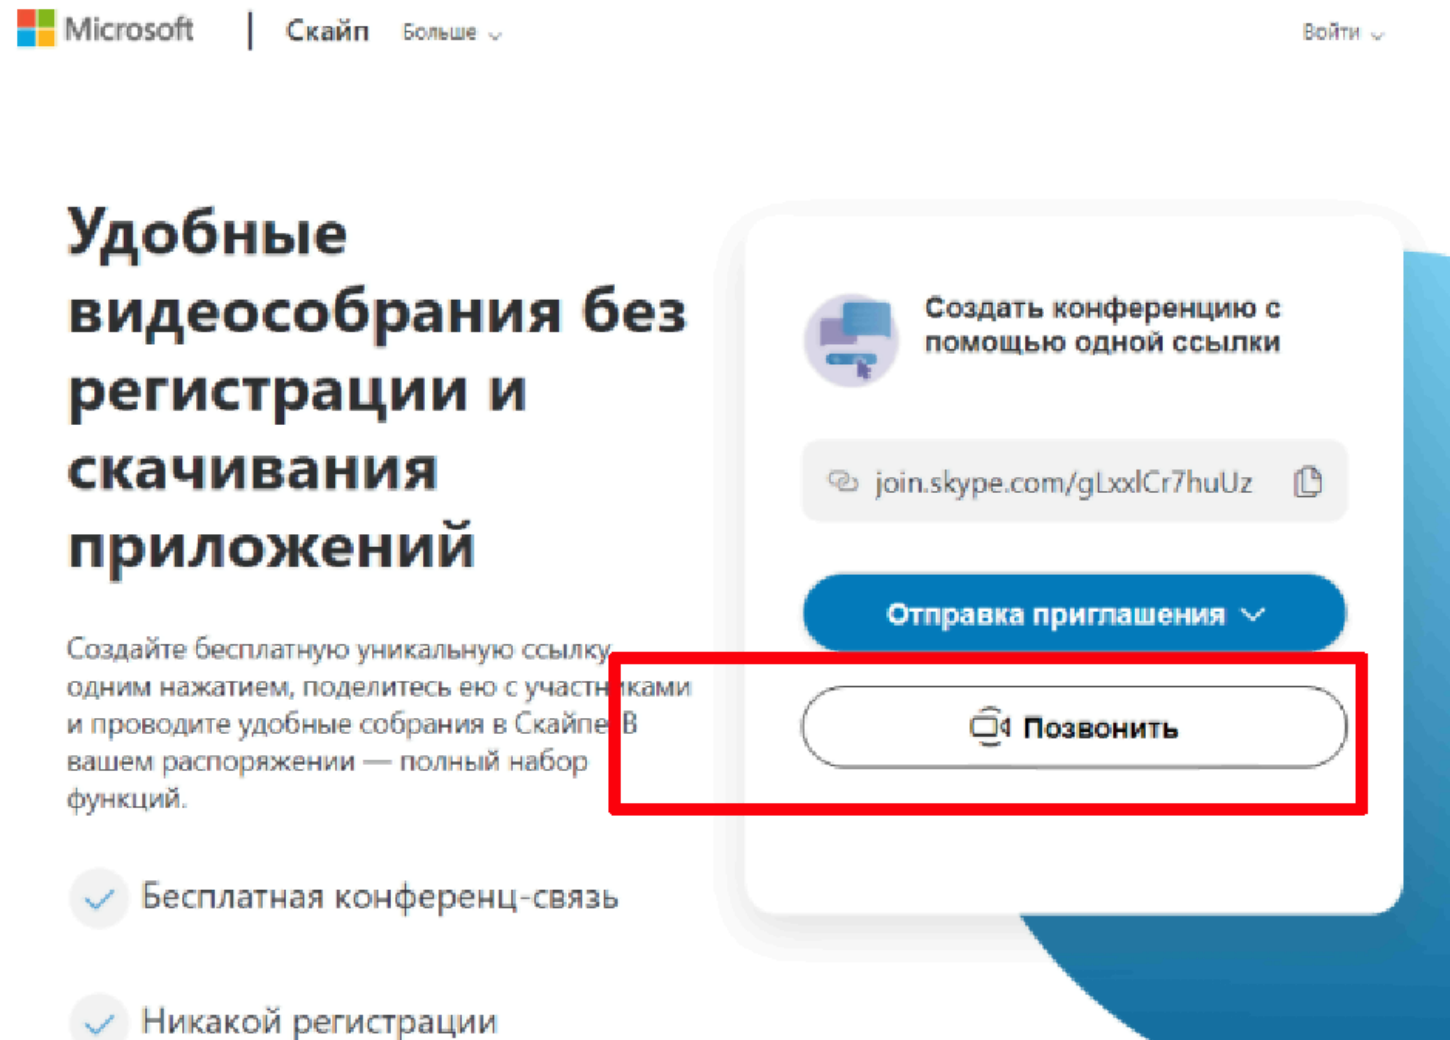 Microsoft | Скайп Больше
Войти
Удобные
видеособрания без
регистрации и
скачивания
приложений
Создайте бесплатную уникальную ссылку
одним нажатием, поделитесь ею с участниками
и проводите удобные собрания в Скайпе. В
вашем распоряжении — полный набор
функций.
Бесплатная конференц-связь
Никакой регистрации
Создать конференцию с
помощью одной ссылки
join.skype.com/gLxxlCr7huUz
Отправка приглашения
Позвонить